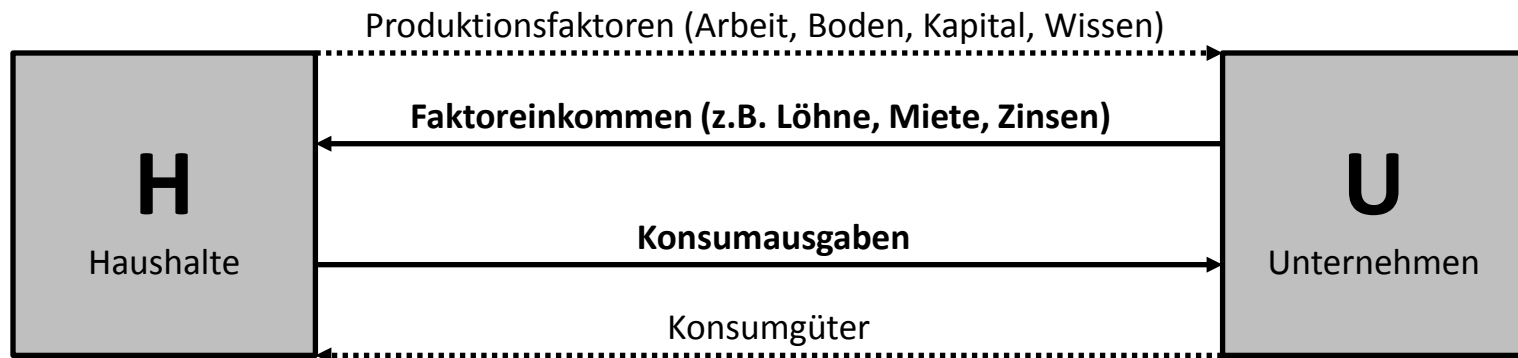 Produktionsfaktoren (Arbeit, Boden, Kapital, Wissen)
Faktoreinkommen (z.B. Löhne, Miete, Zinsen)
H
Haushalte
U
Unternehmen
Konsumausgaben
Konsumgüter